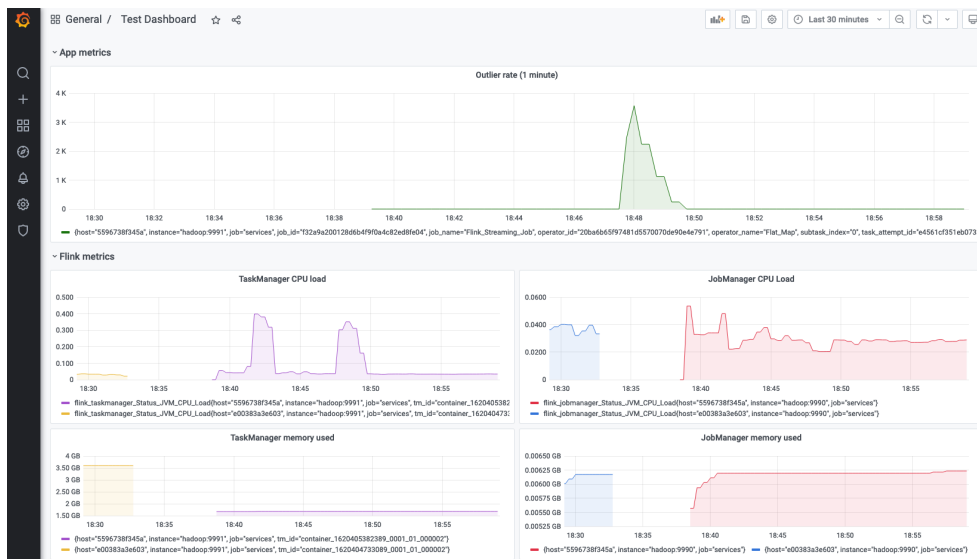 General / Test Dashboard
Last 30 minutes
App metrics
Outlier rate (1 minute)
4 K
3 K
2 K
1 K
0
18:30 18:32 18:34 18:36 18:38 18:40 18:42 18:44 18:46 18:48 18:50 18:52 18:54 18:56 18:58
{host="5596738f345a", instance="hadoop:9991", job="services", job_id="f32a9a200128d6b4f9f0a4c82ed8fe04", job_name="Flink_Streaming_Job", operator_id="20ba6b65f97481d5570070de90e4e791", operator_name="Flat_Map", subtask_index="0", task_attempt_id="e4561cf351eb073
Flink metrics
TaskManager CPU load
0.500
0.400
0.300
0.200
0.100
0
18:30 18:35 18:40 18:45 18:50 18:55
flink_taskmanager_Status_JVM_CPU_Load{host="5596738f345a", instance="hadoop:9991", job="services", tm_id="container_1620405382
flink_taskmanager_Status_JVM_CPU_Load{host="e00383a3e603", instance="hadoop:9991", job="services", tm_id="container_1620404733
JobManager CPU Load
0.0600
0.0400
0.0200
0
18:30 18:35 18:40 18:45 18:50 18:55
flink_jobmanager_Status_JVM_CPU_Load{host="5596738f345a", instance="hadoop:9990", job="services"}
flink_jobmanager_Status_JVM_CPU_Load{host="e00383a3e603", instance="hadoop:9990", job="services"}
TaskManager memory used
4 GB
3.50 GB
3 GB
2.50 GB
2 GB
1.50 GB
18:30 18:35 18:40 18:45 18:50 18:55
{host="5596738f345a", instance="hadoop:9991", job="services", tm_id="container_1620405382389_0001_01_000002"}
{host="e00383a3e603", instance="hadoop:9991", job="services", tm_id="container_1620404733089_0001_01_000002"}
JobManager memory used
0.00650 GB
0.00625 GB
0.00600 GB
0.00575 GB
0.00550 GB
0.00525 GB
18:30 18:35 18:40 18:45 18:50 18:55
{host="5596738f345a", instance="hadoop:9990", job="services"} {host="e00383a3e603", instance="hadoop:9990", job="services"}